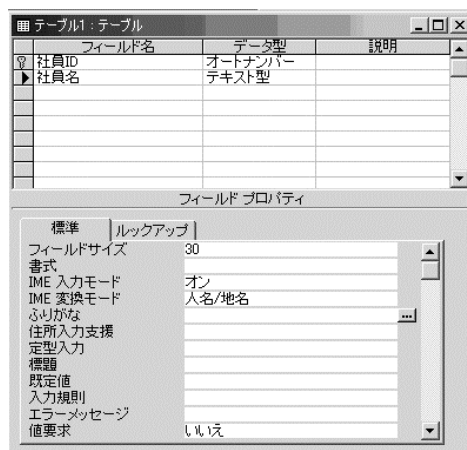 テーブル1 : テーブル
フィールド名 データ型 説明
社員ID オートナンバー
社員名 テキスト型
フィールド プロパティ
標準 ルックアップ
フィールドサイズ 30
書式
IME 入力モード オン
IME 変換モード 人名/地名
ふりがな ...
住所入力支援
定型入力
標題
既定値
入力規則
エラーメッセージ
値要求 いいえ